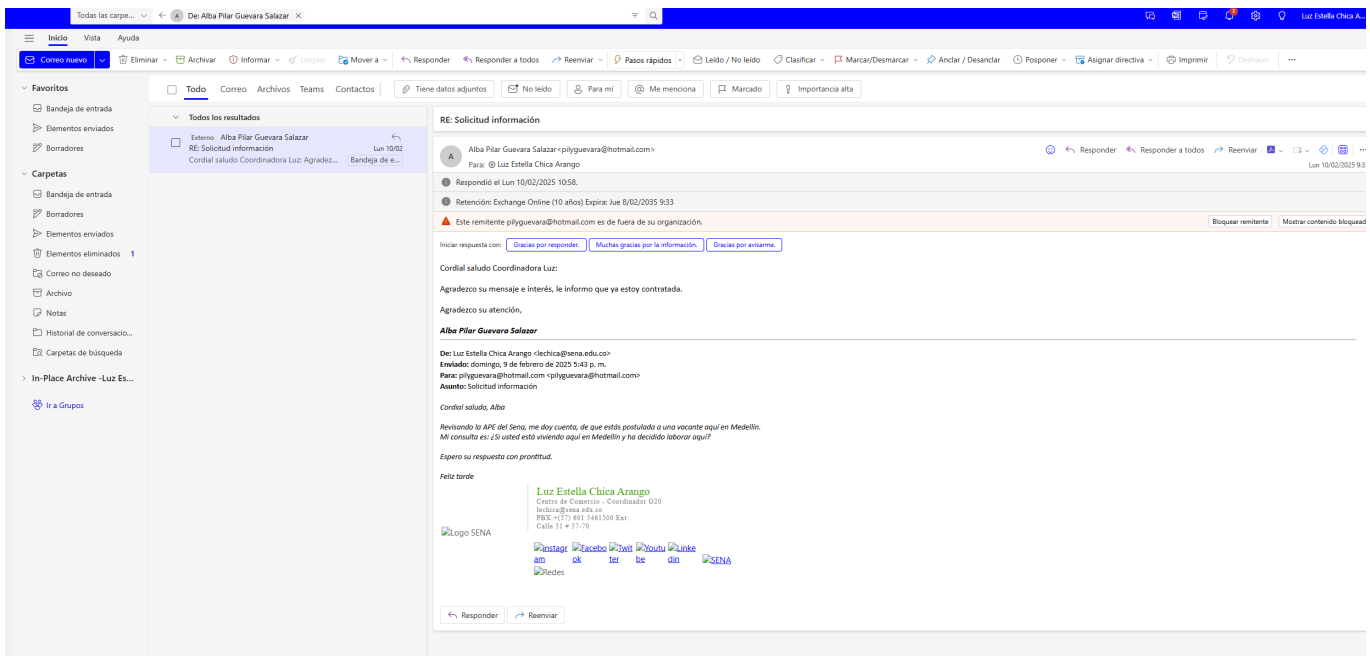 Todas las carpe...
De: Alba Pilar Guevara Salazar
3
Luz Estella Chica A...
Inicio Vista Ayuda
Correo nuevo Eliminar Archivar Informar Limpiar Mover a Responder Responder a todos Reenviar Pasos rápidos Leído / No leído Clasificar Marcar/Desmarcar Anclar / Desanclar Posponer Asignar directiva Imprimir Deshacer ...
Favoritos
Bandeja de entrada
Elementos enviados
Borradores
Carpetas
Bandeja de entrada
Borradores
Elementos enviados
Elementos eliminados 1
Correo no deseado
Archivo
Notas
Historial de conversacio...
Carpetas de búsqueda
In-Place Archive -Luz Es...
Ir a Grupos
Todo Correo Archivos Teams Contactos Tiene datos adjuntos No leído Para mí Me menciona Marcado Importancia alta
Todos los resultados
Externo Alba Pilar Guevara Salazar
RE: Solicitud información Lun 10/02
Cordial saludo Coordinadora Luz: Agradez... Bandeja de e...
RE: Solicitud información
A
Alba Pilar Guevara Salazar<pilyguevara@hotmail.com>
Para: Luz Estella Chica Arango
Responder Responder a todos Reenviar ...
Lun 10/02/2025 9:3
Respondió el Lun 10/02/2025 10:58.
Retención: Exchange Online (10 años) Expira: Jue 8/02/2035 9:33
Este remitente pilyguevara@hotmail.com es de fuera de su organización.
Bloquear remitente Mostrar contenido bloquead
Iniciar respuesta con: Gracias por responder. Muchas gracias por la información. Gracias por avisarme.
Cordial saludo Coordinadora Luz:
Agradezco su mensaje e interés, le informo que ya estoy contratada.
Agradezco su atención,
Alba Pilar Guevara Salazar
De: Luz Estella Chica Arango <lechica@sena.edu.co>
Enviado: domingo, 9 de febrero de 2025 5:43 p. m.
Para: pilyguevara@hotmail.com <pilyguevara@hotmail.com>
Asunto: Solicitud información
Cordial saludo, Alba
Revisando la APE del Sena, me doy cuenta, de que estás postulada a una vacante aquí en Medellín.
Mi consulta es: ¿Si usted está viviendo aquí en Medellín y ha decidido laborar aquí?
Espero su respuesta con prontitud.
Feliz tarde
Luz Estella Chica Arango
Centro de Comercio - Coordinador G20
lechica@sena.edu.co
PBX:+(57) 601 5461500 Ext:
Calle 51 # 57-70
Logo SENA
instagram Facebook Twitter Youtube Linkedin SENA
Redes
Responder Reenviar